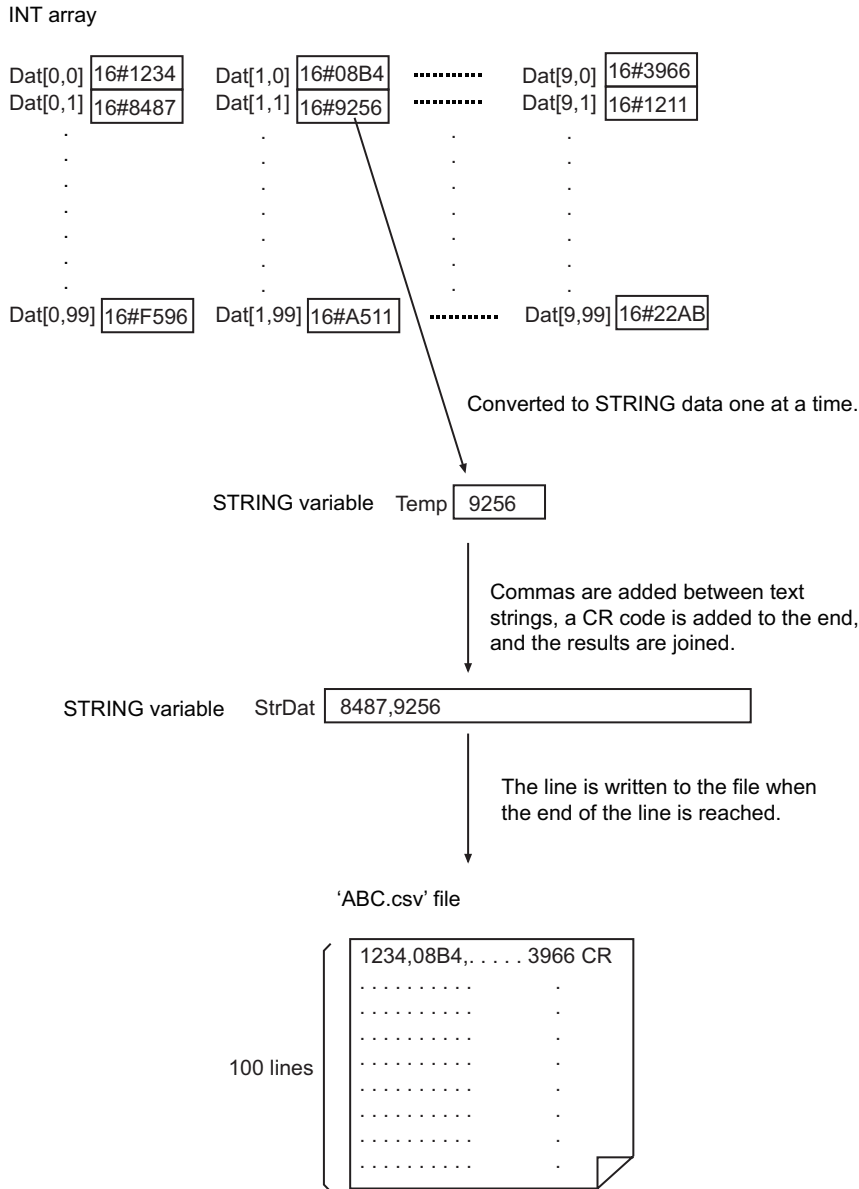 INT array
Dat[0,0] 16#1234 Dat[1,0] 16#08B4 Dat[9,0] 16#3966
Dat[0,1] 16#8487 Dat[1,1] 16#9256 Dat[9,1] 16#1211
Dat[0,99] 16#F596 Dat[1,99] 16#A511 Dat[9,99] 16#22AB
Converted to STRING data one at a time.
STRING variable Temp 9256
Commas are added between text
strings, a CR code is added to the end,
and the results are joined.
STRING variable StrDat 8487,9256
The line is written to the file when
the end of the line is reached.
‘ABC.csv’ file
1234,08B4,. . . . . 3966 CR
100 lines